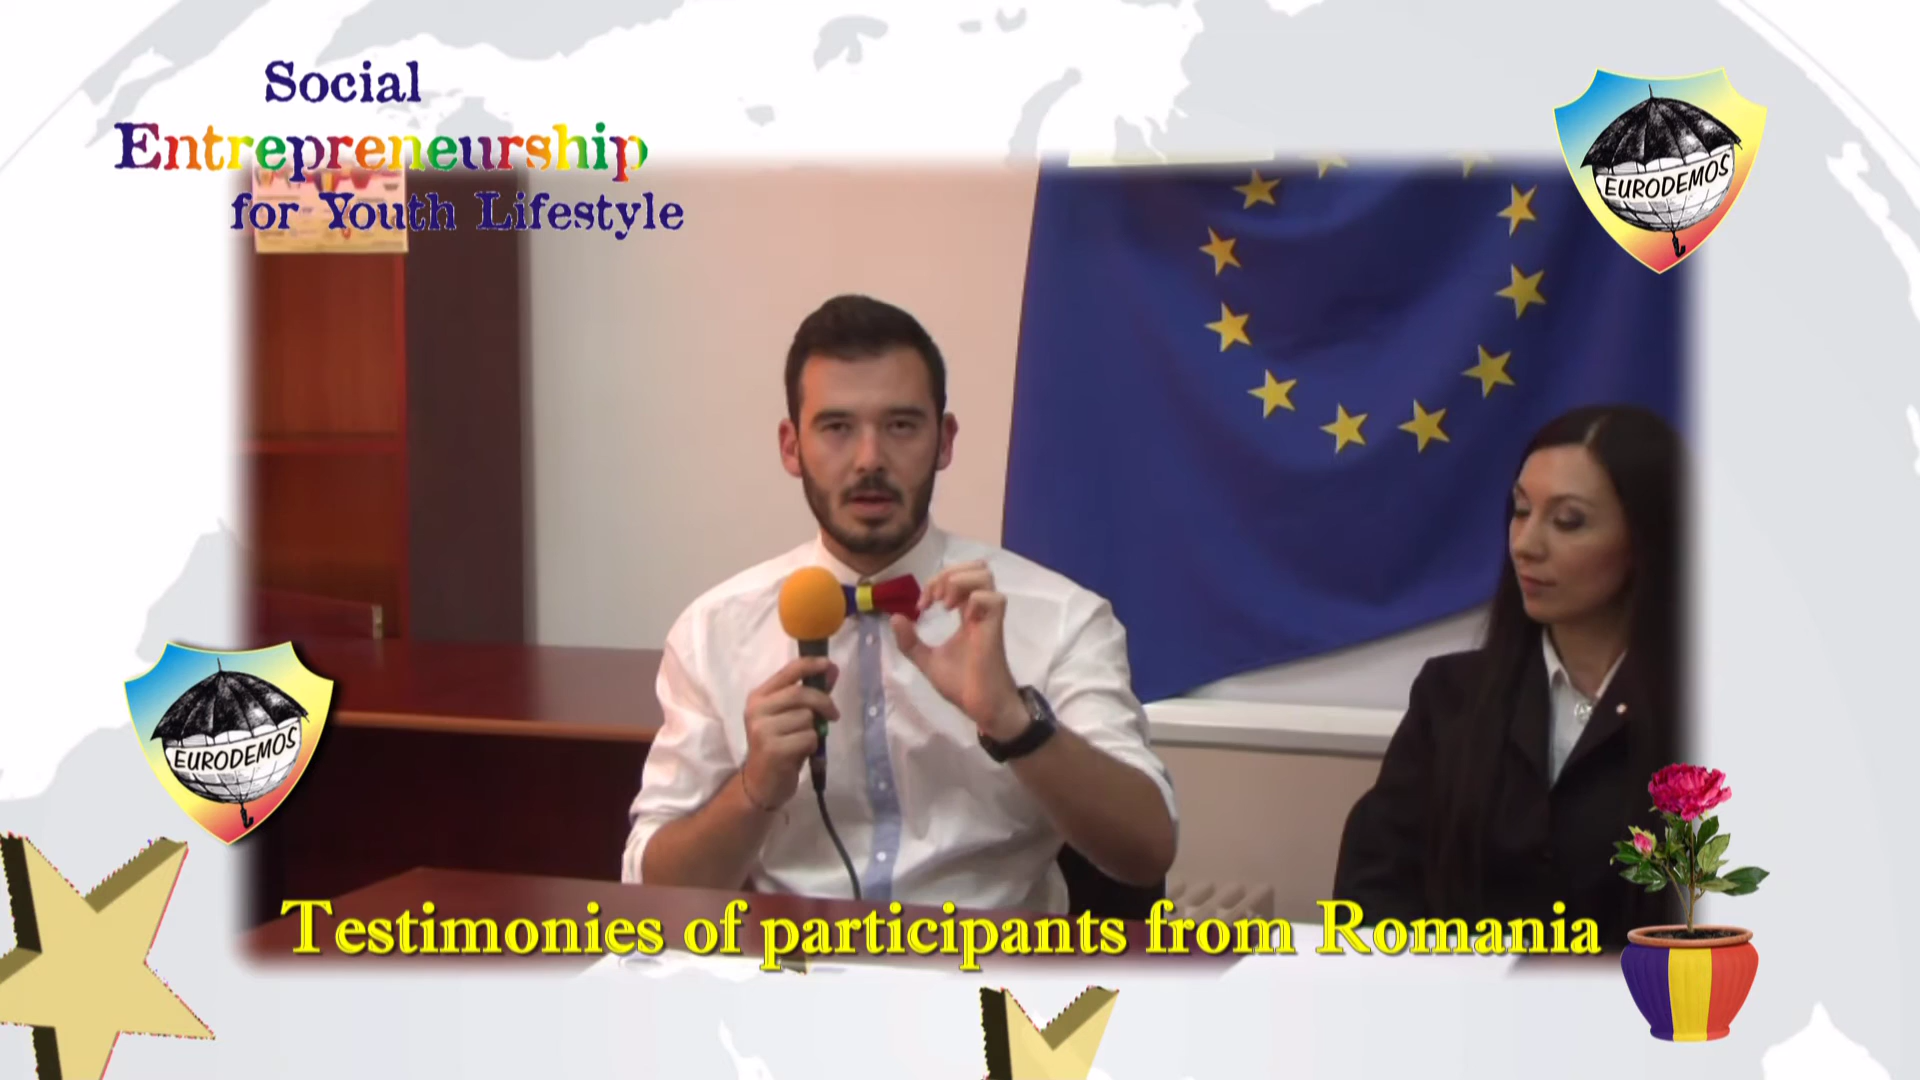 Social
Entrepreneurship
for Youth Lifestyle
EURODEMOS
EURODEMOS
Testimonies of participants from Romania